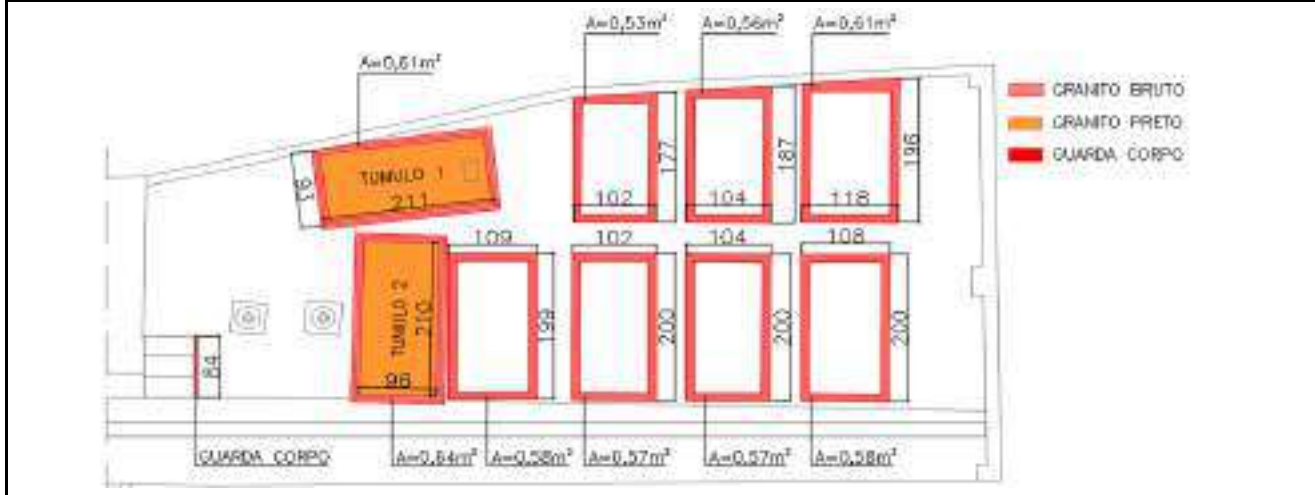 A=0,53m²
A=0,56m²
A=0,61m²
A=0,61m²
GRANITO BRUTO
GRANITO PRETO
GUARDA CORPO
TUMULO 1
93
211
102
177
104
187
118
196
109
102
104
108
TUMULO 2
210
96
199
200
200
200
84
GUARDA CORPO
A=0,64m²
A=0,58m²
A=0,57m²
A=0,57m²
A=0,58m²